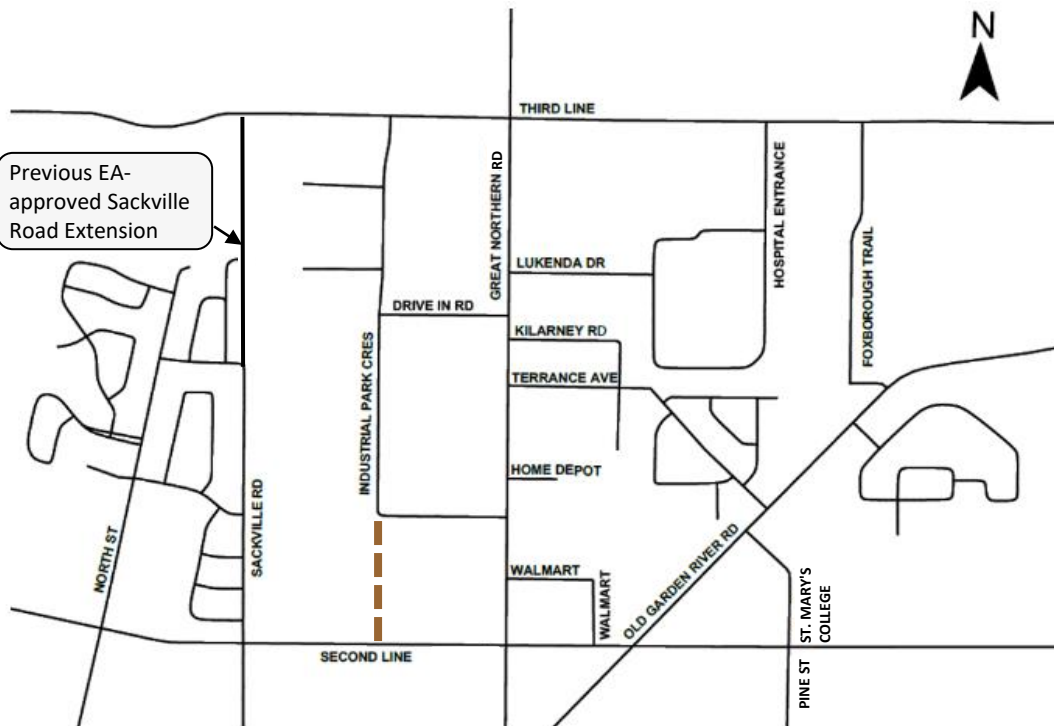 N
THIRD LINE
Previous EA-
approved Sackville
Road Extension
GREAT NORTHERN RD
HOSPITAL ENTRANCE
LUKENDA DR
FOXBOROUGH TRAIL
DRIVE IN RD
KILARNEY RD
TERRANCE AVE
INDUSTRIAL PARK CRES
HOME DEPOT
SACKVILLE RD
NORTH ST
WALMART
WALMART
OLD GARDEN RIVER RD
ST. MARY'S
COLLEGE
SECOND LINE
PINE ST